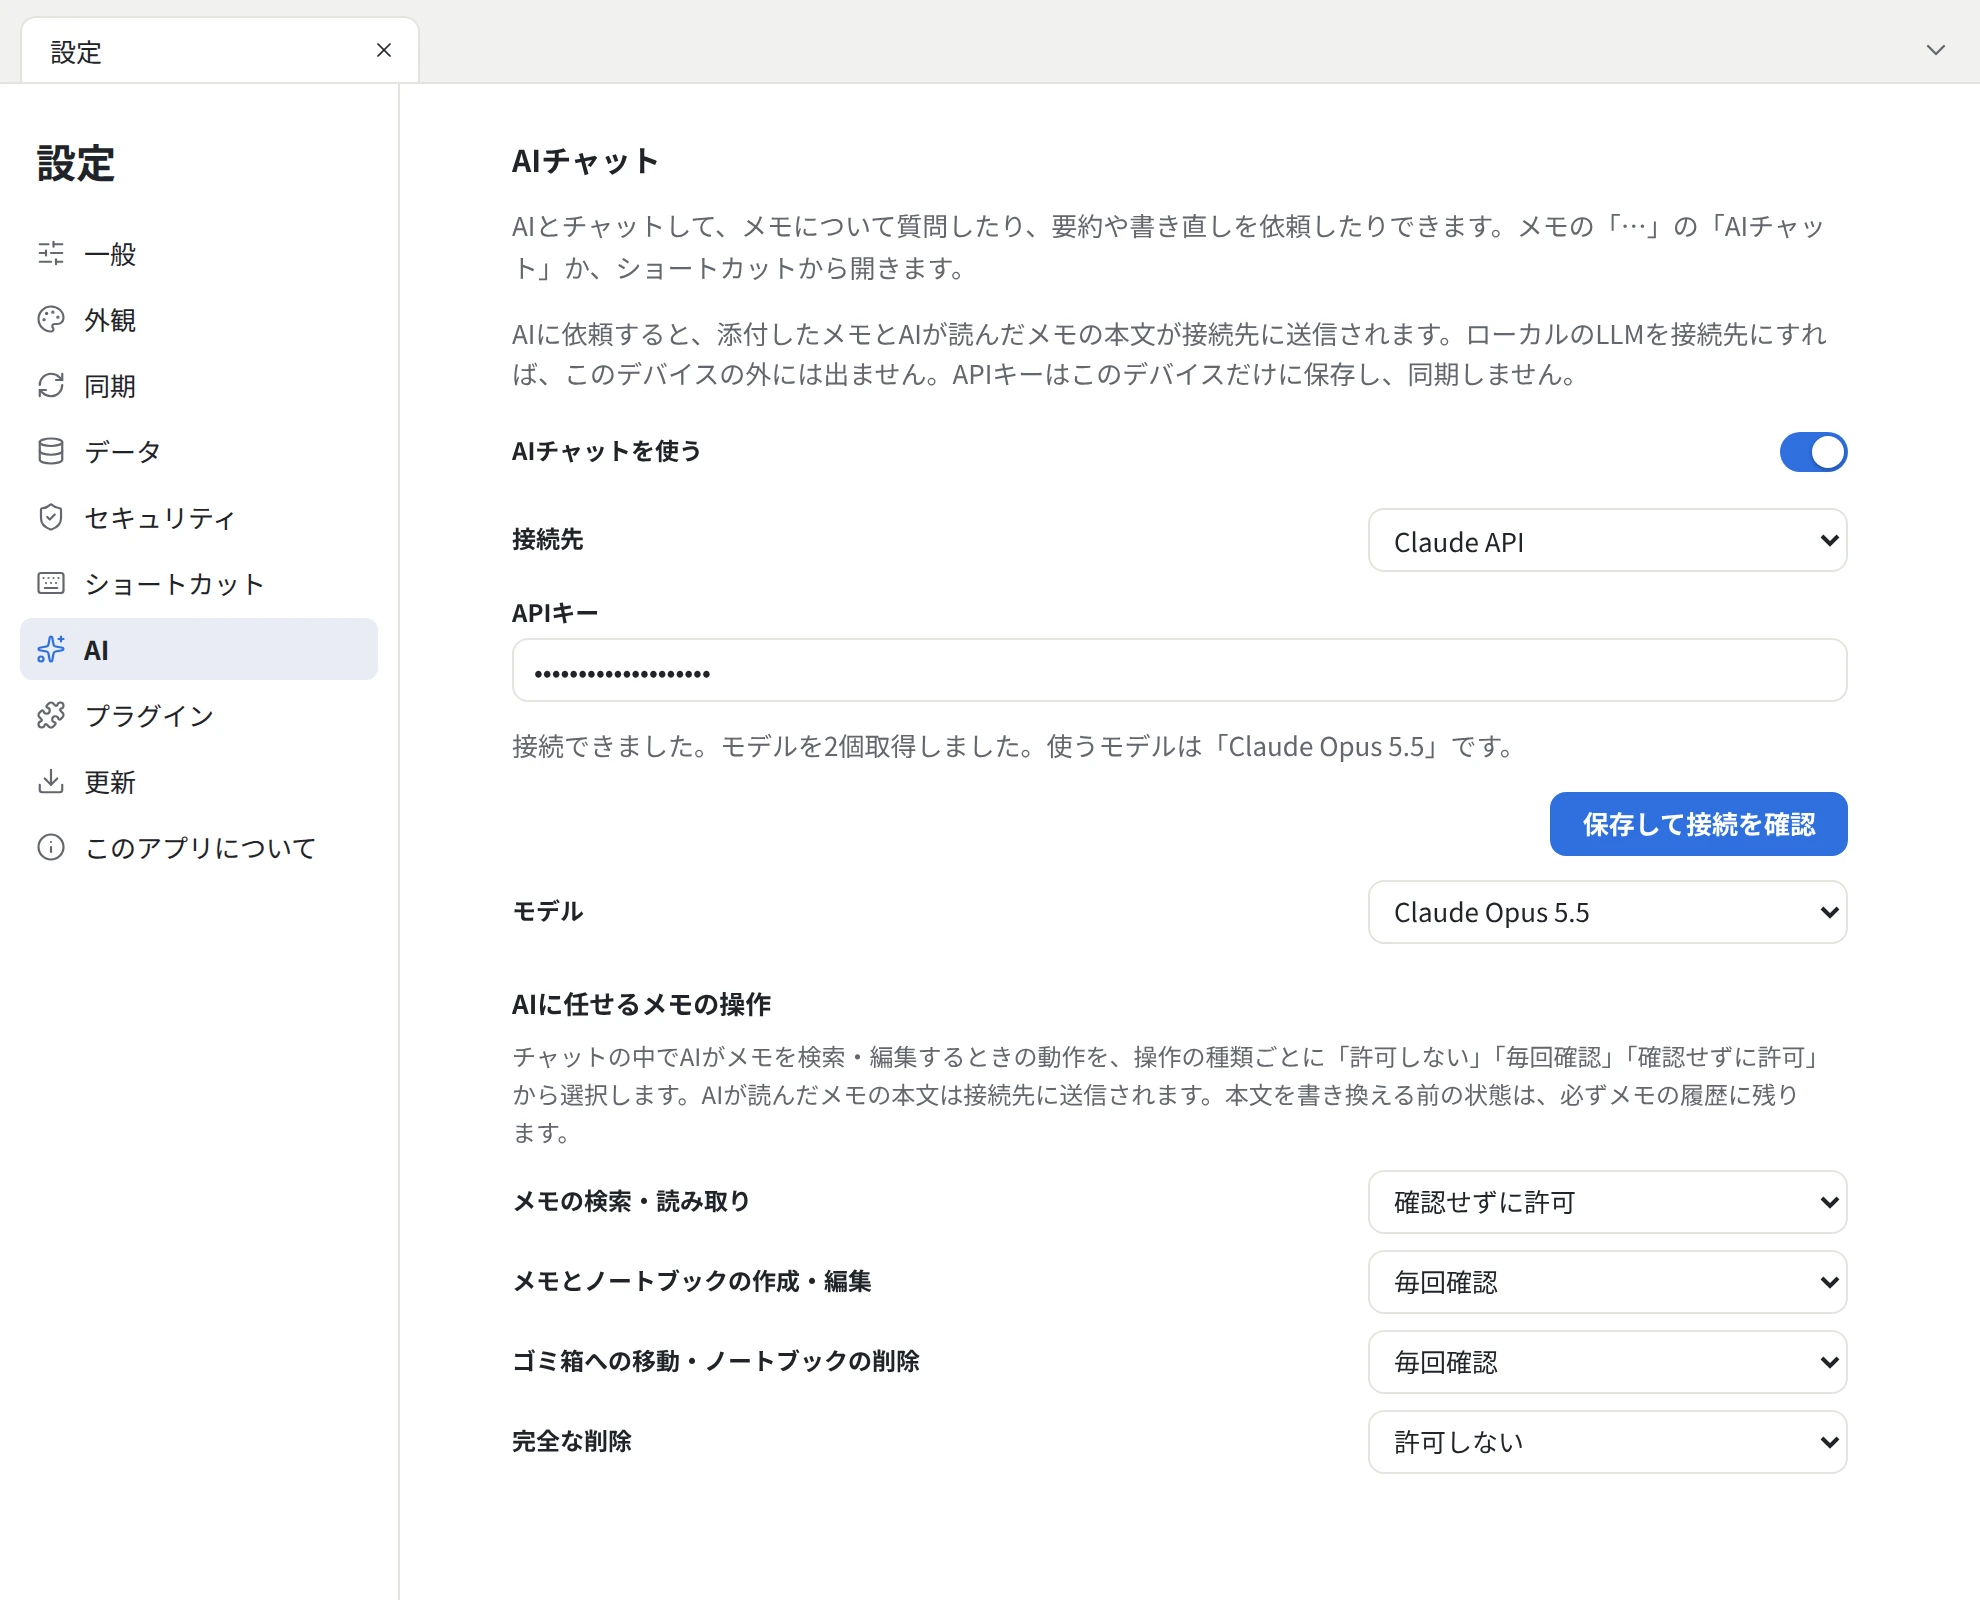 設定
設定
一般
外観
同期
データ
セキュリティ
ショートカット
AI
プラグイン
更新
このアプリについて
AIチャット
AIとチャットして、メモについて質問したり、要約や書き直しを依頼したりできます。メモの「…」の「AIチャッ
ト」か、ショートカットから開きます。
AIに依頼すると、添付したメモとAIが読んだメモの本文が接続先に送信されます。ローカルのLLMを接続先にすれ
ば、このデバイスの外には出ません。APIキーはこのデバイスだけに保存し、同期しません。
AIチャットを使う
接続先
Claude API
APIキー
••••••••••••••••••••
接続できました。モデルを2個取得しました。使うモデルは「Claude Opus 5.5」です。
保存して接続を確認
モデル
Claude Opus 5.5
AIに任せるメモの操作
チャットの中でAIがメモを検索・編集するときの動作を、操作の種類ごとに「許可しない」「毎回確認」「確認せずに許可」
から選択します。AIが読んだメモの本文は接続先に送信されます。本文を書き換える前の状態は、必ずメモの履歴に残り
ます。
メモの検索・読み取り
確認せずに許可
メモとノートブックの作成・編集
毎回確認
ゴミ箱への移動・ノートブックの削除
毎回確認
完全な削除
許可しない